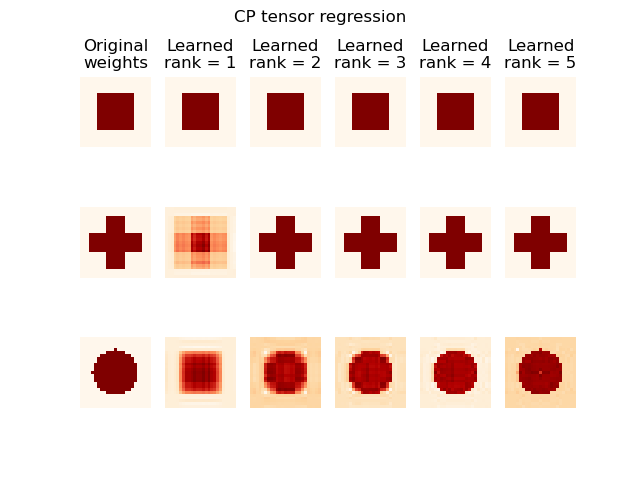 CP tensor regression
Original
weights
Learned
rank = 1
Learned
rank = 2
Learned
rank = 3
Learned
rank = 4
Learned
rank = 5